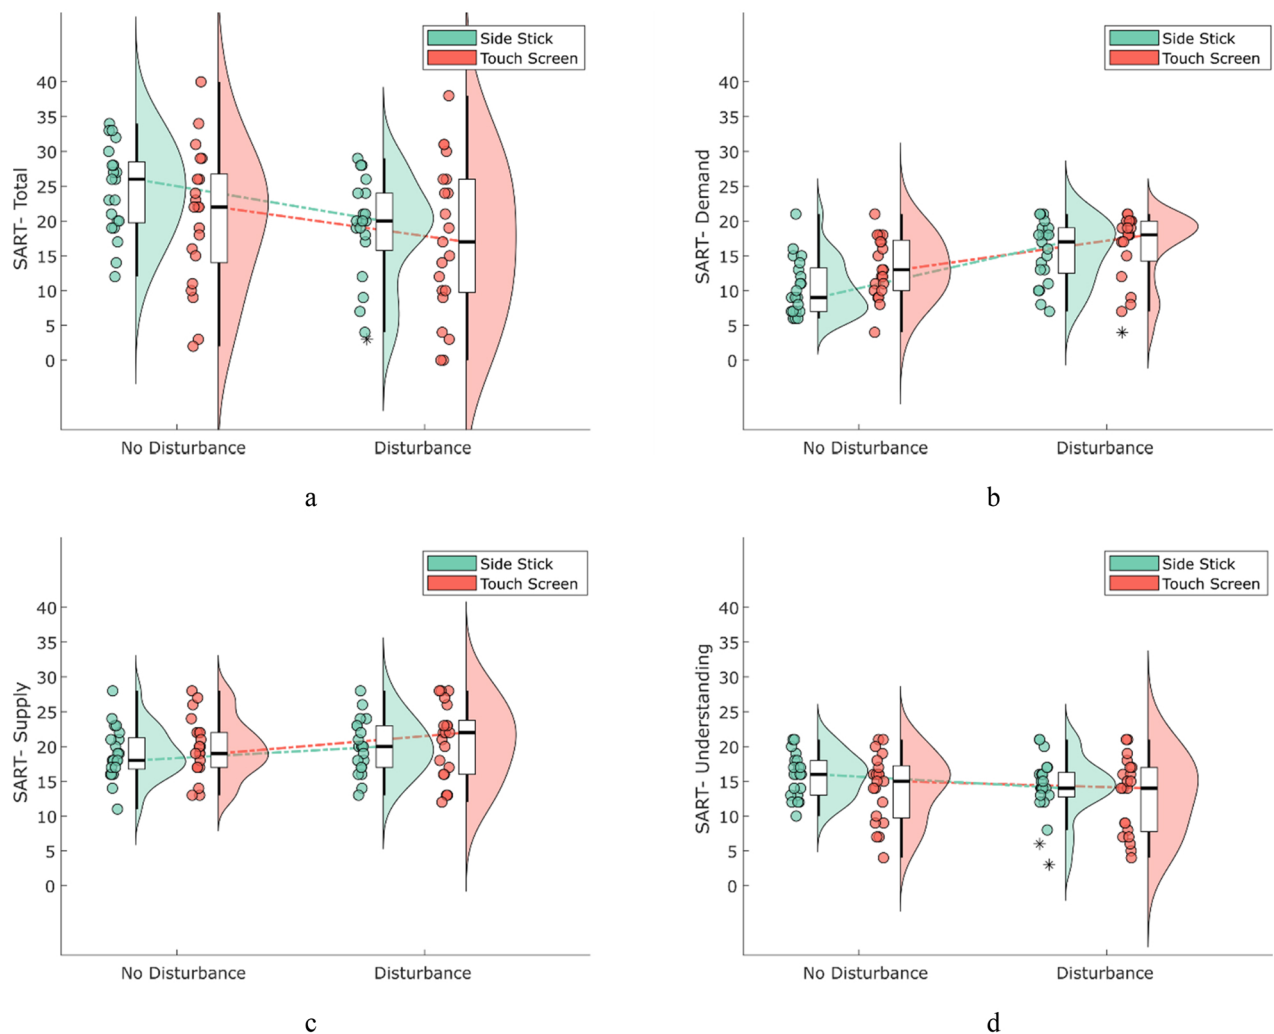 Side Stick
Touch Screen
SART- Total
40
35
30
25
20
15
10
5
0
No Disturbance Disturbance
a
Side Stick
Touch Screen
SART- Demand
40
35
30
25
20
15
10
5
0
No Disturbance Disturbance
b
Side Stick
Touch Screen
SART- Supply
40
35
30
25
20
15
10
5
0
No Disturbance Disturbance
c
Side Stick
Touch Screen
SART- Understanding
40
35
30
25
20
15
10
5
0
No Disturbance Disturbance
d